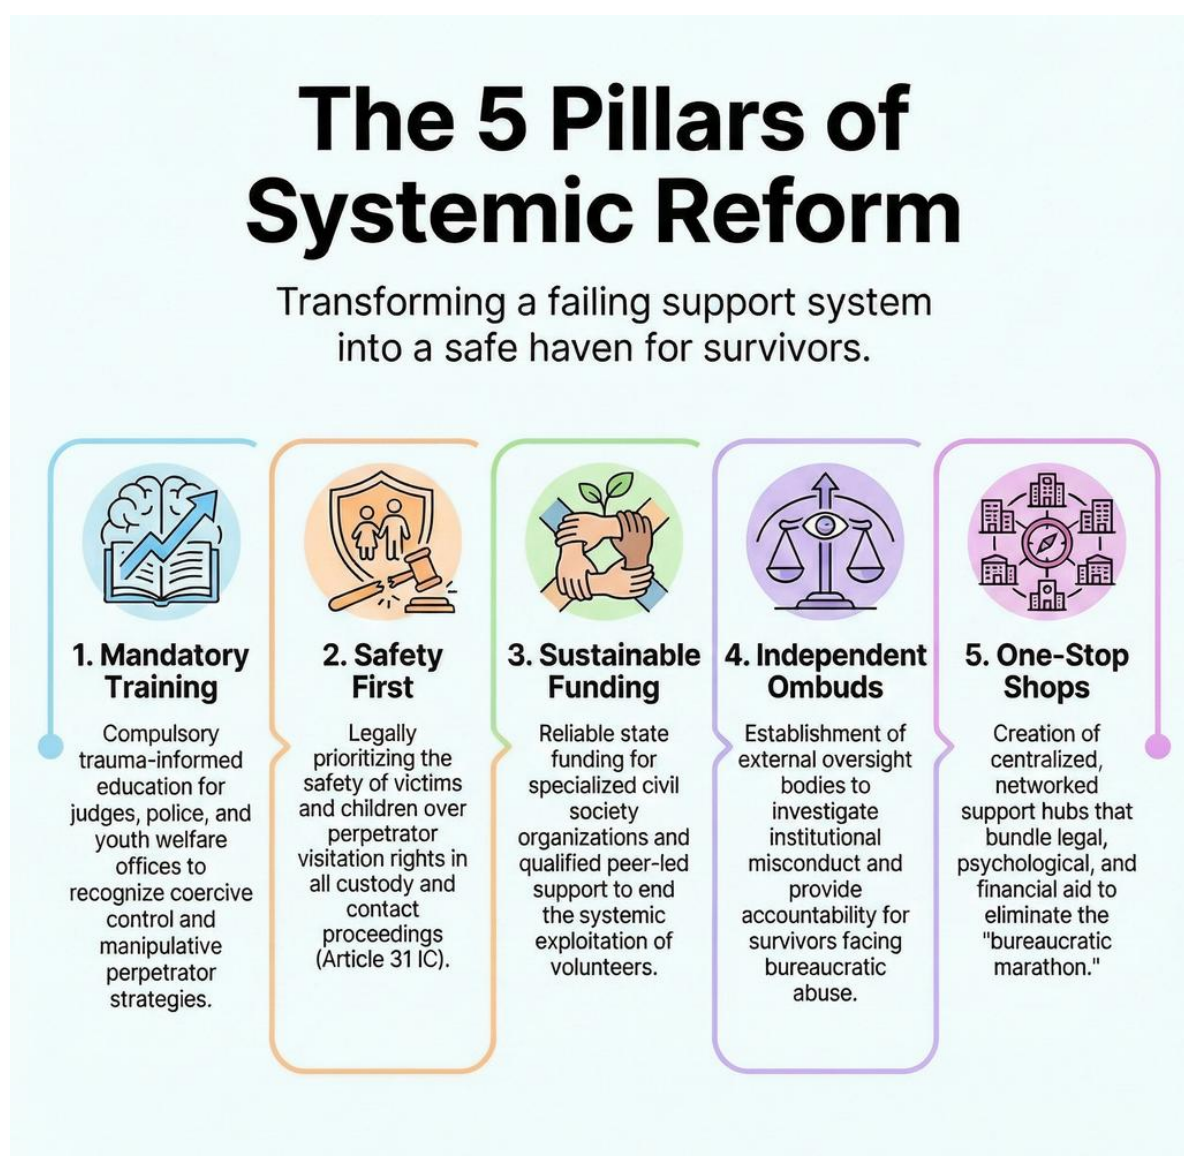 The 5 Pillars of
Systemic Reform
Transforming a failing support system
into a safe haven for survivors.
1. Mandatory
Training
Compulsory
trauma-informed
education for
judges, police, and
youth welfare
offices to
recognize coercive
control and
manipulative
perpetrator
strategies.
2. Safety
First
Legally
prioritizing the
safety of victims
and children over
perpetrator
visitation rights in
all custody and
contact
proceedings
(Article 31 IC).
3. Sustainable
Funding
Reliable state
funding for
specialized civil
society
organizations and
qualified peer-led
support to end
the systemic
exploitation of
volunteers.
4. Independent
Ombuds
Establishment of
external oversight
bodies to
investigate
institutional
misconduct and
provide
accountability for
survivors facing
bureaucratic
abuse.
5. One-Stop
Shops
Creation of
centralized,
networked
support hubs that
bundle legal,
psychological, and
financial aid to
eliminate the
"bureaucratic
marathon."